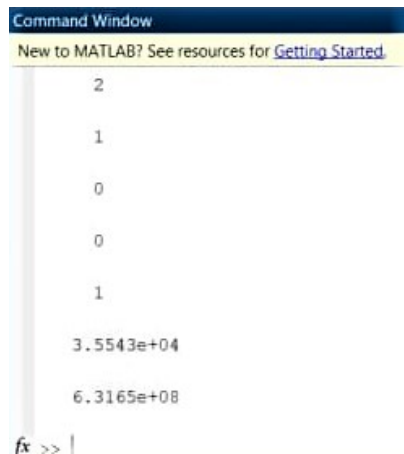 Command Window
New to MATLAB? See resources for Getting Started.
2
1
0
0
1
3.5543e+04
6.3165e+08
fx >>